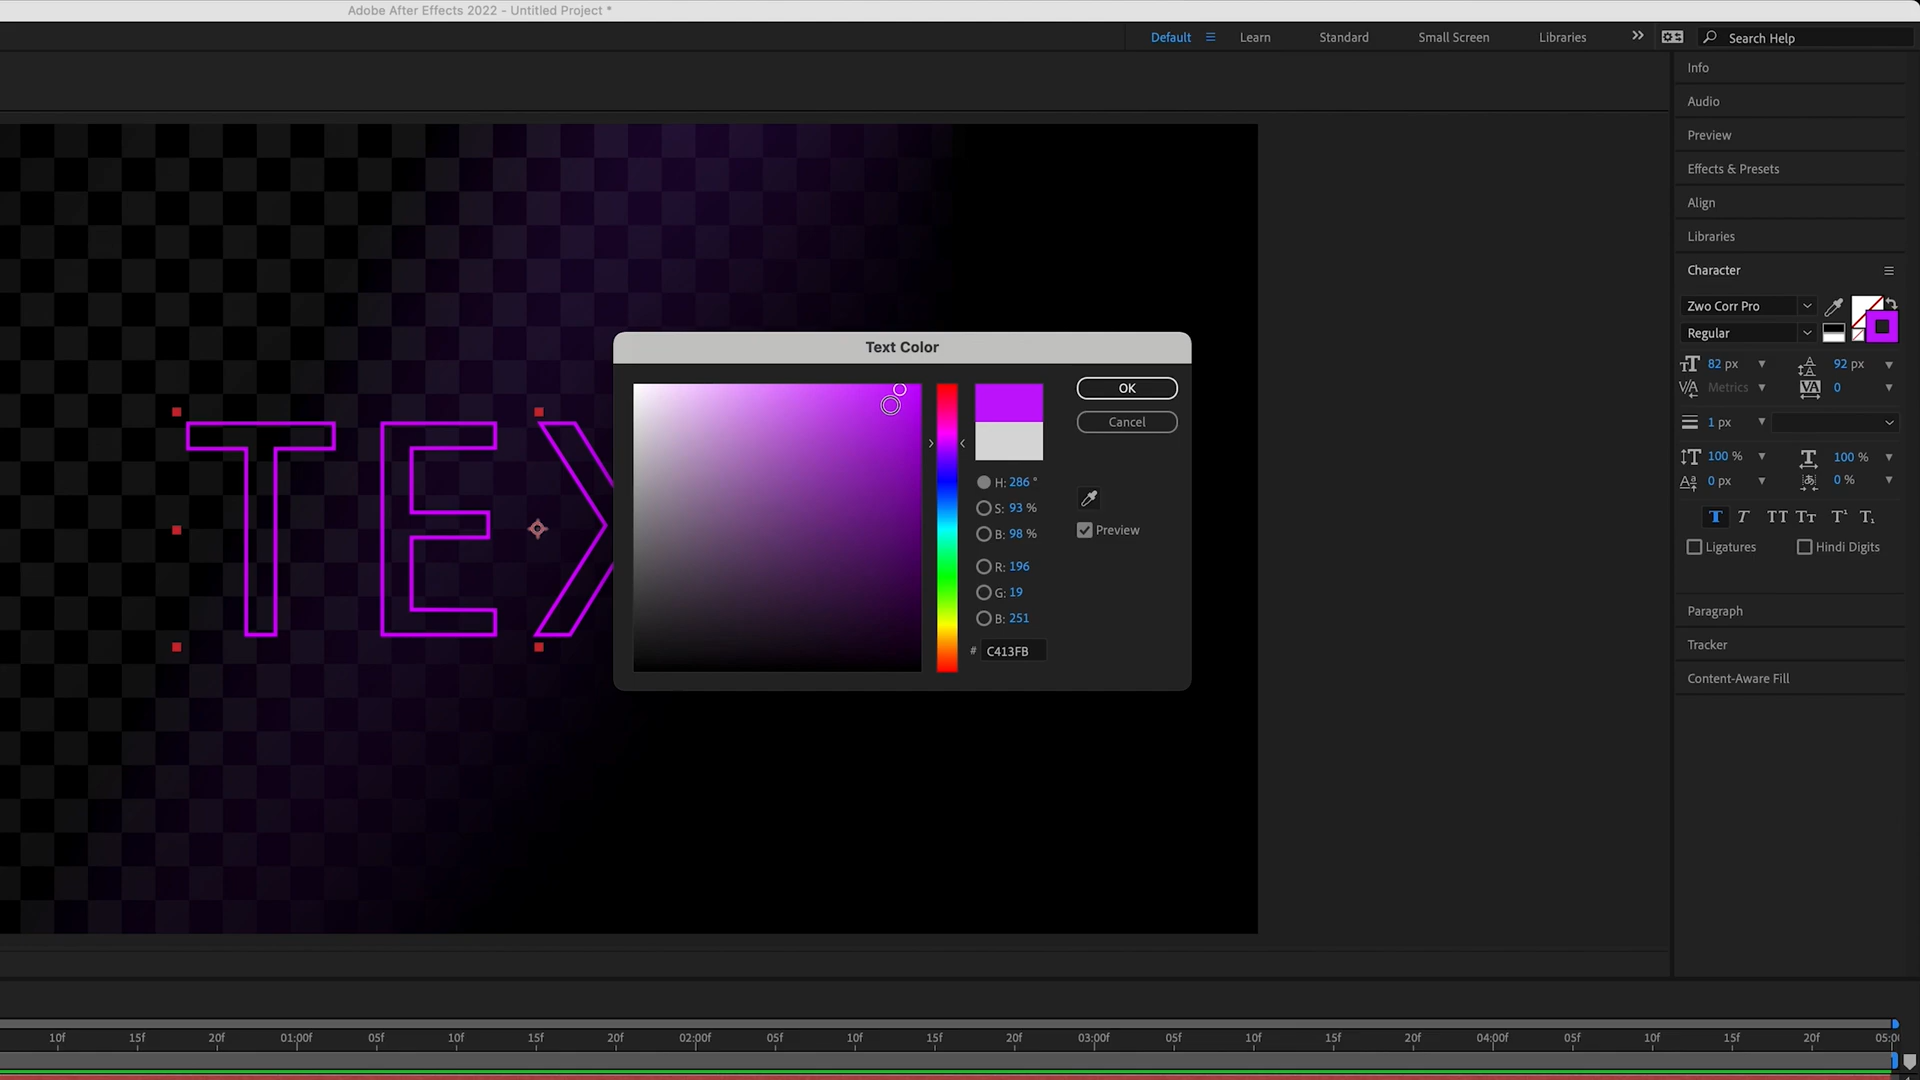 Adobe After Effects 2022 - Untitled Project *
Default Learn Standard Small Screen Libraries Search Help
Info
Audio
Preview
Effects & Presets
Align
Libraries
Character
Zwo Corr Pro
Regular
82 px 92 px
Metrics 0
1 px
100 % 100 %
0 px 0 %
T T TT Tт T¹ T₁
Ligatures Hindi Digits
Paragraph
Tracker
Content-Aware Fill
TEX
Text Color
OK
Cancel
H: 286 °
S: 93 %
B: 98 %
Preview
R: 196
G: 19
B: 251
# C413FB
10f 15f 20f 01:00f 05f 10f 15f 20f 02:00f 05f 10f 15f 20f 03:00f 05f 10f 15f 20f 04:00f 05f 10f 15f 20f 05:00